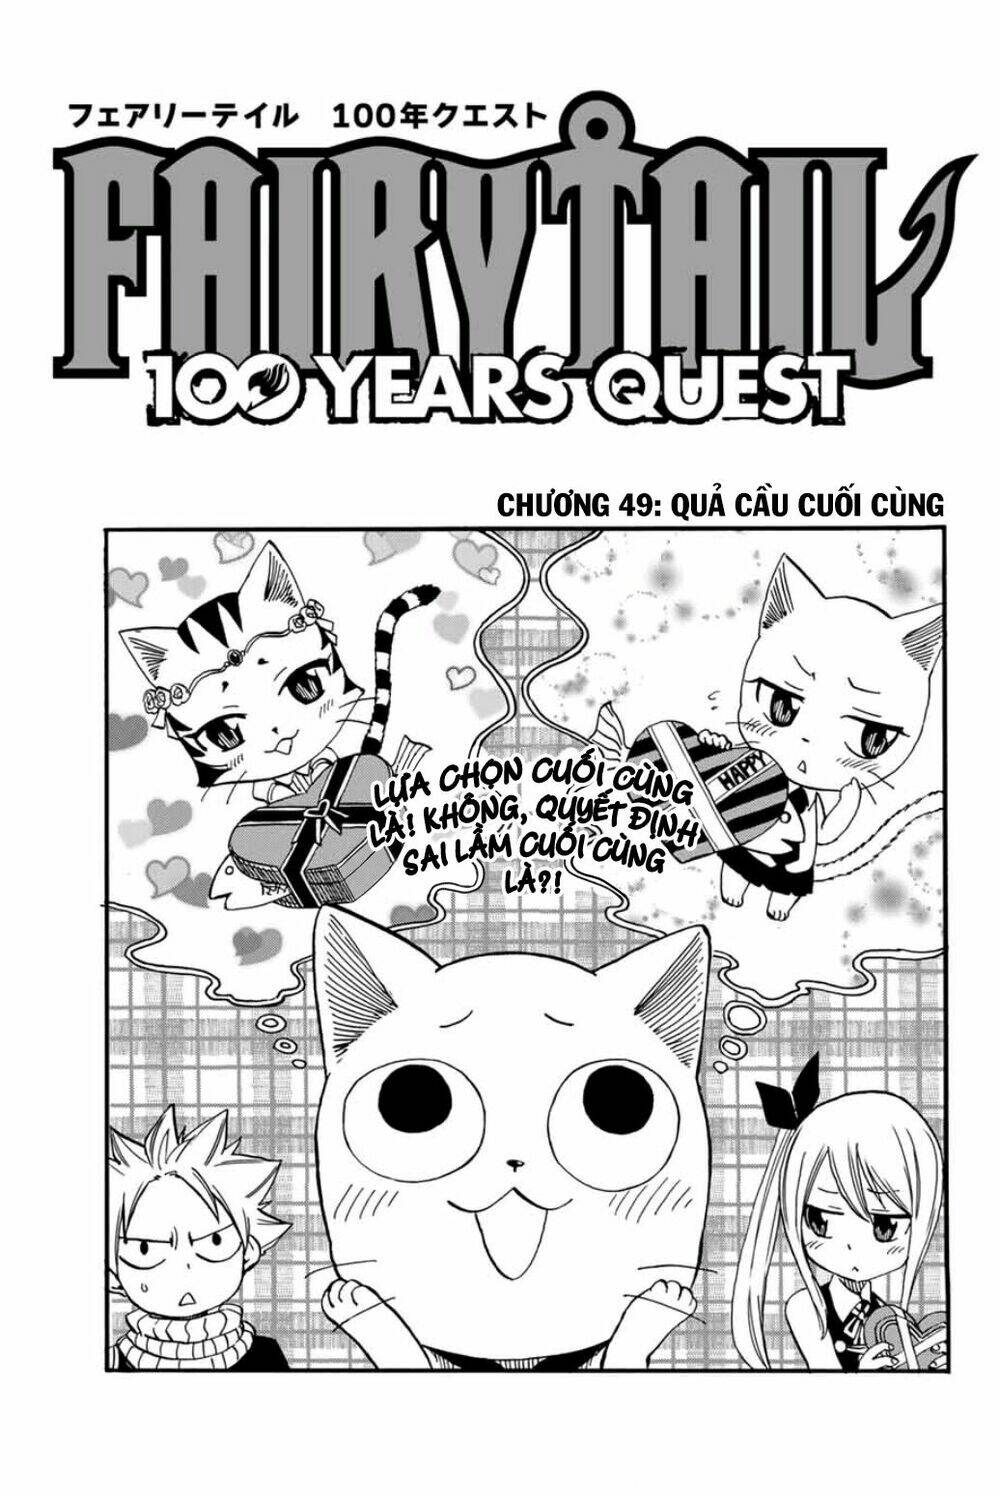 フェアリーテイル 100年クエスト
FAIRY TAIL
100 YEARS QUEST
CHƯƠNG 49: QUẢ CẦU CUỐI CÙNG
HAPPY
LỰA CHỌN CUỐI CÙNG
LÀ! KHÔNG, QUYẾT ĐỊNH
SAI LẦM CUỐI CÙNG
LÀ?!